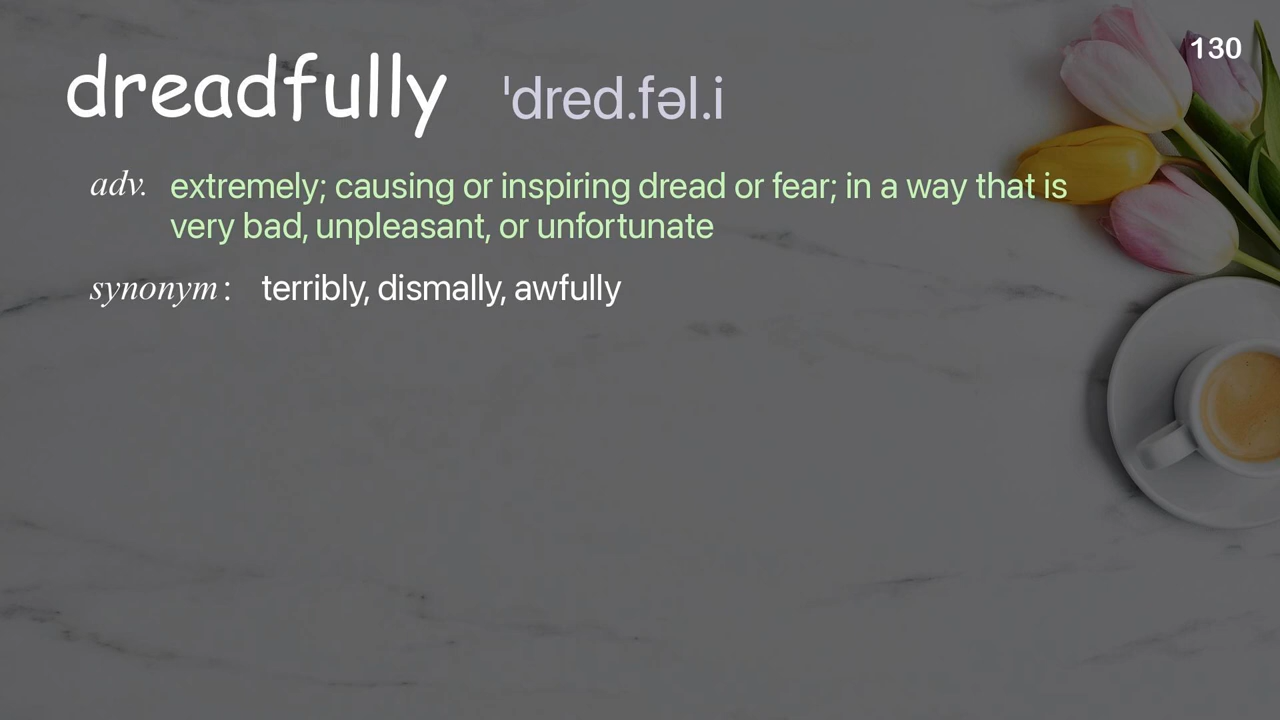 130
dreadfully ˈdred.fəl.i
adv. extremely; causing or inspiring dread or fear; in a way that is
very bad, unpleasant, or unfortunate
synonym: terribly, dismally, awfully